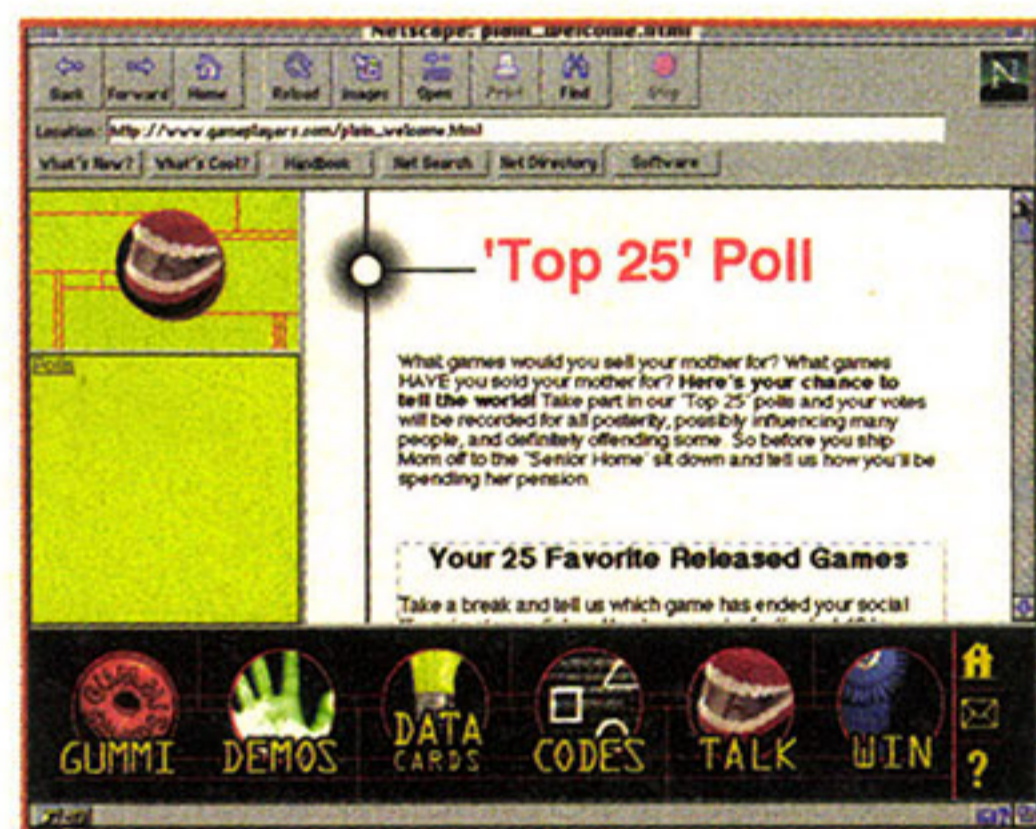 Netscape: plain_welcome.html
Back Forward Home Reload Images Open Print Find Stop
N
Location: http://www.gameplayers.com/plain_welcome.html
What's New? What's Cool? Handbook Net Search Net Directory Software
'Top 25' Poll
Polls
What games would you sell your mother for? What games
HAVE you sold your mother for? Here's your chance to
tell the world! Take part in our "Top 25" polls and your votes
will be recorded for all posterity, possibly influencing many
people, and definitely offending some. So before you ship
Mom off to the "Senior Home" sit down and tell us how you'll be
spending her pension.
Your 25 Favorite Released Games
Take a break and tell us which game has ended your social
GUMMI DEMOS DATA CARDS CODES TALK WIN
?